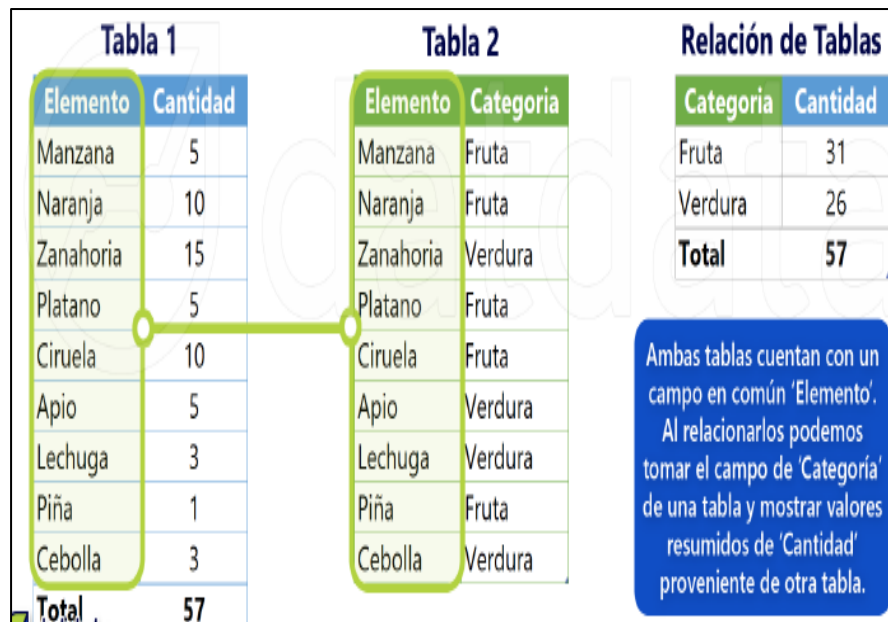 Tabla 1
Elemento Cantidad
Manzana 5
Naranja 10
Zanahoria 15
Platano 5
Ciruela 10
Apio 5
Lechuga 3
Piña 1
Cebolla 3
Total 57
Tabla 2
Elemento Categoria
Manzana Fruta
Naranja Fruta
Zanahoria Verdura
Platano Fruta
Ciruela Fruta
Apio Verdura
Lechuga Verdura
Piña Fruta
Cebolla Verdura
Relación de Tablas
Categoria Cantidad
Fruta 31
Verdura 26
Total 57
Ambas tablas cuentan con un
campo en común ‘Elemento’.
Al relacionarlos podemos
tomar el campo de ‘Categoría’
de una tabla y mostrar valores
resumidos de ‘Cantidad’
proveniente de otra tabla.
datdata